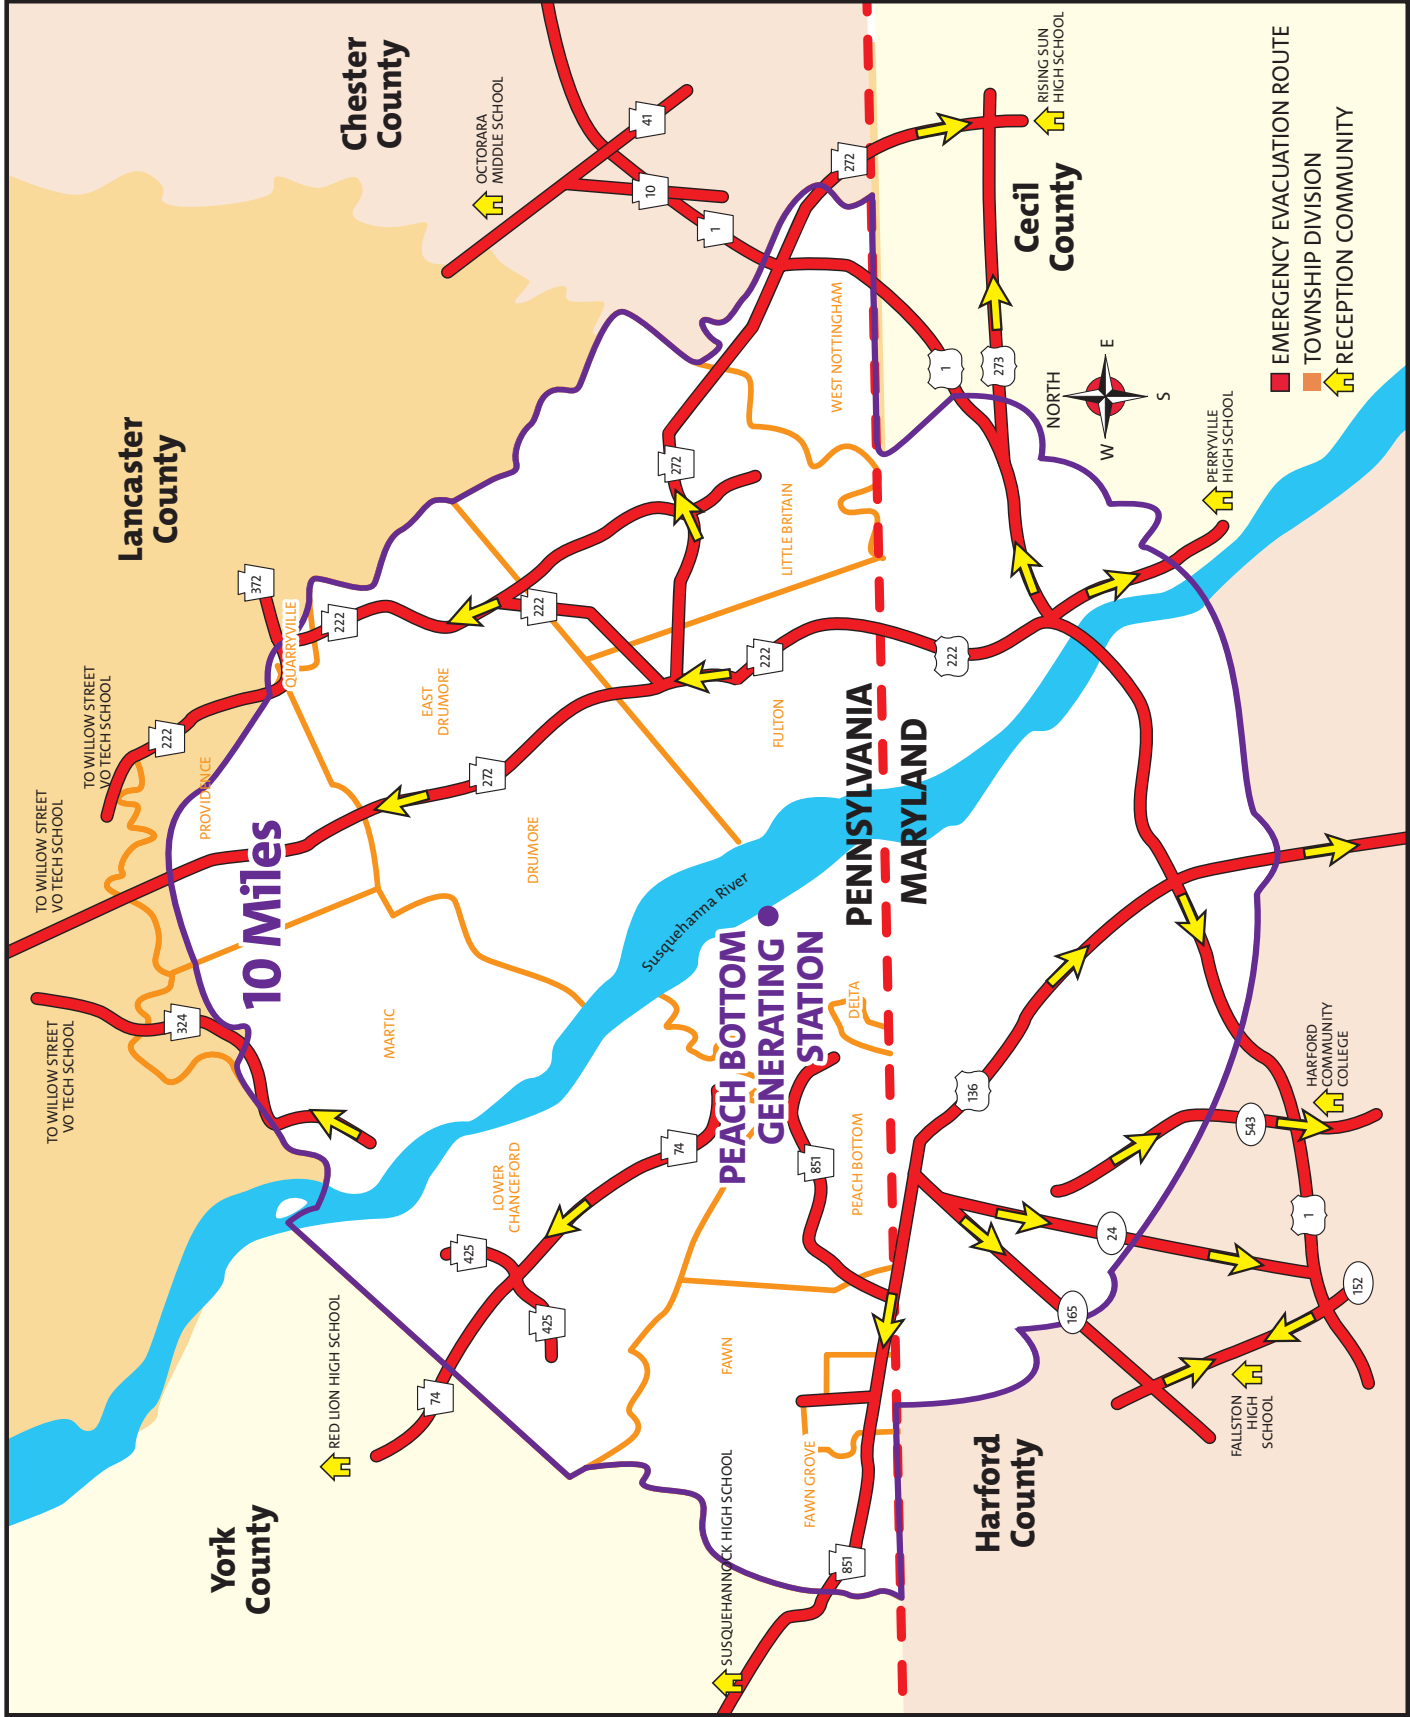 Chester
County
OCTORARA
MIDDLE SCHOOL
41
10
1
272
RISING SUN
HIGH SCHOOL
Cecil
County
EMERGENCY EVACUATION ROUTE
TOWNSHIP DIVISION
RECEPTION COMMUNITY
NORTH
E
S
W
1
273
PERRYVILLE
HIGH SCHOOL
WEST NOTTINGHAM
272
LITTLE BRITAIN
Lancaster
County
372
QUARRYVILLE
222
222
222
222
TO WILLOW STREET
VO TECH SCHOOL
222
PROVIDENCE
EAST
DRUMORE
FULTON
272
TO WILLOW STREET
VO TECH SCHOOL
DRUMORE
10 Miles
PENNSYLVANIA
MARYLAND
Susquehanna River
PEACH BOTTOM
GENERATING
STATION
DELTA
TO WILLOW STREET
VO TECH SCHOOL
324
MARTIC
136
HARFORD
COMMUNITY
COLLEGE
543
74
851
PEACH BOTTOM
LOWER
CHANCEFORD
425
425
24
1
152
165
RED LION HIGH SCHOOL
74
FAWN
FAWN GROVE
FALLSTON
HIGH
SCHOOL
SUSQUEHANNOCK HIGH SCHOOL
851
York
County
Harford
County